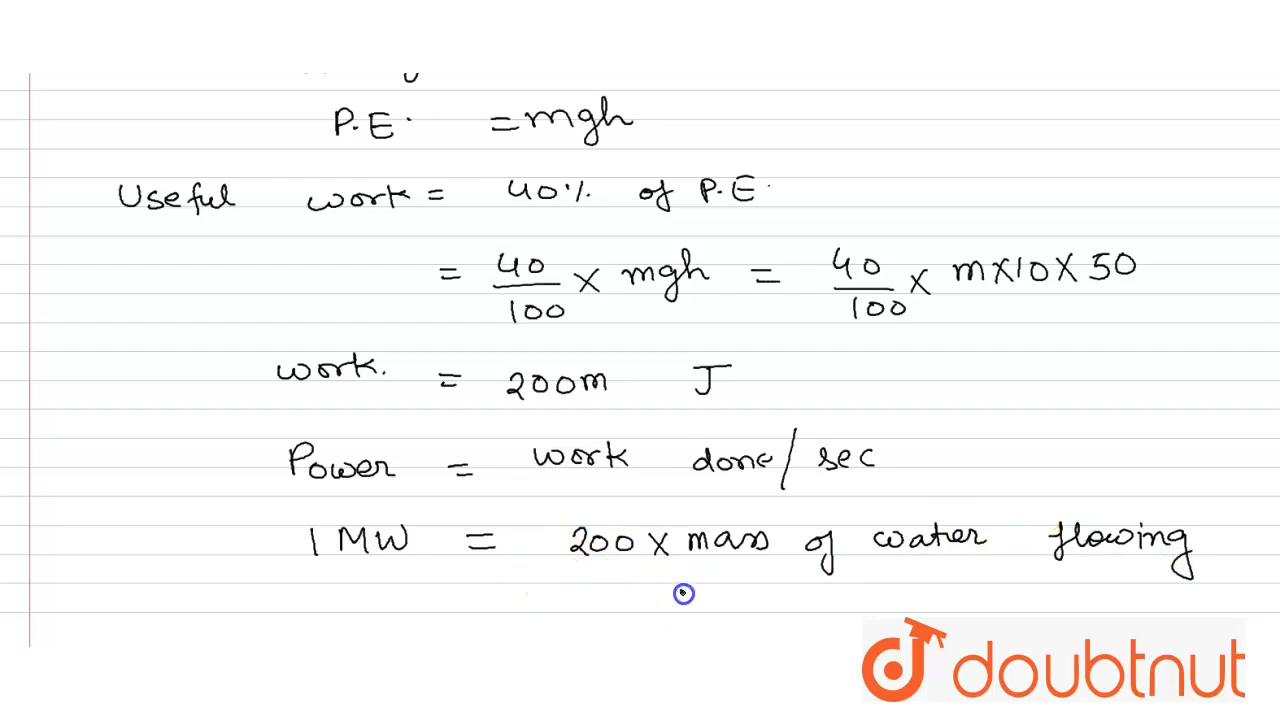 P.E. = mgh
Useful work = 40% of P.E.
= 40/100 × mgh = 40/100 × m×10×50
work. = 200m J
Power = work done/sec
1 MW = 200 × mass of water flowing
doubtnut